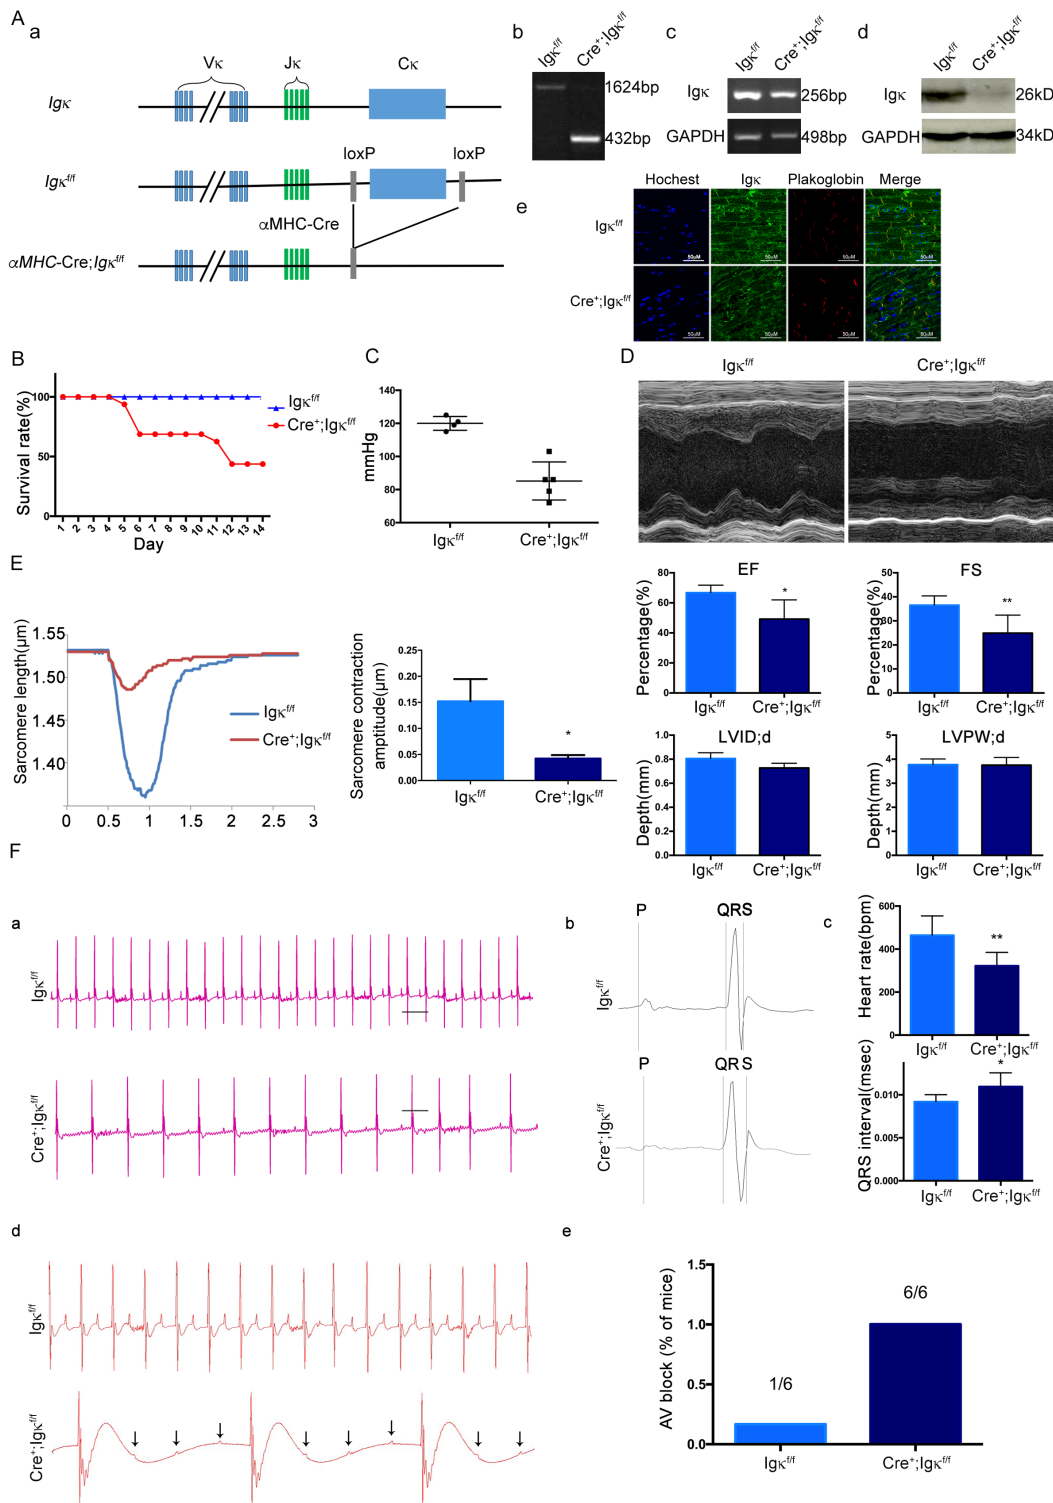 A
a
Vκ
Jκ
Cκ
Igκ
Igκf/f
loxP
loxP
αMHC-Cre
αMHC-Cre;Igκf/f
b
Igκf/f
Cre+;Igκf/f
1624bp
432bp
c
Igκf/f
Cre+;Igκf/f
Igκ
256bp
GAPDH
498bp
d
Igκf/f
Cre+;Igκf/f
Igκ
26kD
GAPDH
34kD
e
Hochest
Igκ
Plakoglobin
Merge
Igκf/f
50μM
50μM
50μM
50μM
Cre+;Igκf/f
50μM
50μM
50μM
50μM
B
Survival rate(%)
100
50
0
1 2 3 4 5 6 7 8 9 10 11 12 13 14
Day
Igκf/f
Cre+;Igκf/f
C
mmHg
140
120
100
80
60
Igκf/f
Cre+;Igκf/f
D
Igκf/f
Cre+;Igκf/f
EF
Percentage(%)
80
60
40
20
0
*
Igκf/f
Cre+;Igκf/f
FS
Percentage(%)
50
40
30
20
10
0
**
Igκf/f
Cre+;Igκf/f
LVID;d
Depth(mm)
1.0
0.8
0.6
0.4
0.2
0.0
Igκf/f
Cre+;Igκf/f
LVPW;d
Depth(mm)
5
4
3
2
1
0
Igκf/f
Cre+;Igκf/f
E
Sarcomere length(μm)
1.55
1.50
1.45
1.40
0 0.5 1 1.5 2 2.5 3
Igκf/f
Cre+;Igκf/f
Sarcomere contraction
amptitude(μm)
0.25
0.20
0.15
0.10
0.05
0.00
*
Igκf/f
Cre+;Igκf/f
F
a
Igκf/f
Cre+;Igκf/f
b
P
QRS
Igκf/f
P
QRS
Cre+;Igκf/f
c
Heart rate(bpm)
600
400
200
0
**
Igκf/f
Cre+;Igκf/f
QRS interval(msec)
0.010
0.005
0.000
*
Igκf/f
Cre+;Igκf/f
d
Igκf/f
Cre+;Igκf/f
e
AV block (% of mice)
1.5
1.0
0.5
0.0
1/6
6/6
Igκf/f
Cre+;Igκf/f